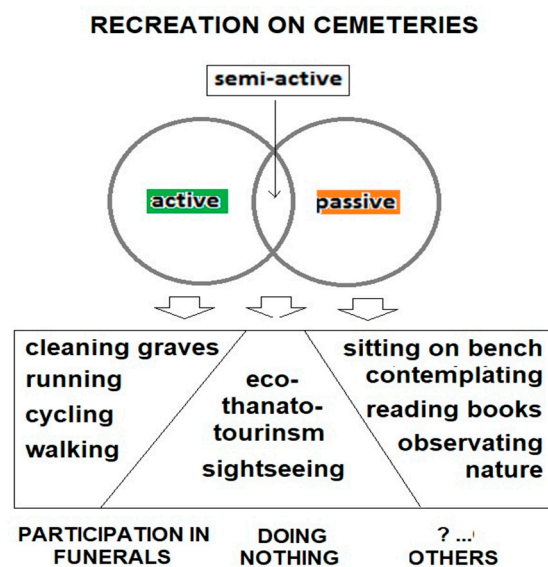 RECREATION ON CEMETERIES
semi-active
active
passive
cleaning graves
running
cycling
walking
eco-
thanato-
tourinsm
sightseeing
sitting on bench
contemplating
reading books
observating
nature
PARTICIPATION IN
FUNERALS
DOING
NOTHING
? ...
OTHERS